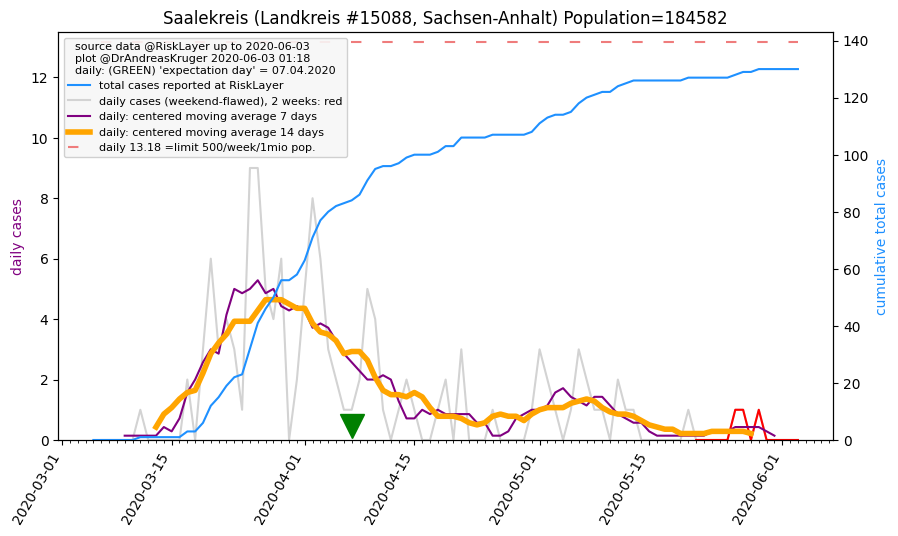 Saalekreis (Landkreis #15088, Sachsen-Anhalt) Population=184582
source data @RiskLayer up to 2020-06-03
plot @DrAndreasKruger 2020-06-03 01:18
daily: (GREEN) 'expectation day' = 07.04.2020
total cases reported at RiskLayer
daily cases (weekend-flawed), 2 weeks: red
daily: centered moving average 7 days
daily: centered moving average 14 days
daily 13.18 =limit 500/week/1mio pop.
daily cases
12
10
8
6
4
2
0
140
120
100
80
60
40
20
0
cumulative total cases
2020-03-01
2020-03-15
2020-04-01
2020-04-15
2020-05-01
2020-05-15
2020-06-01